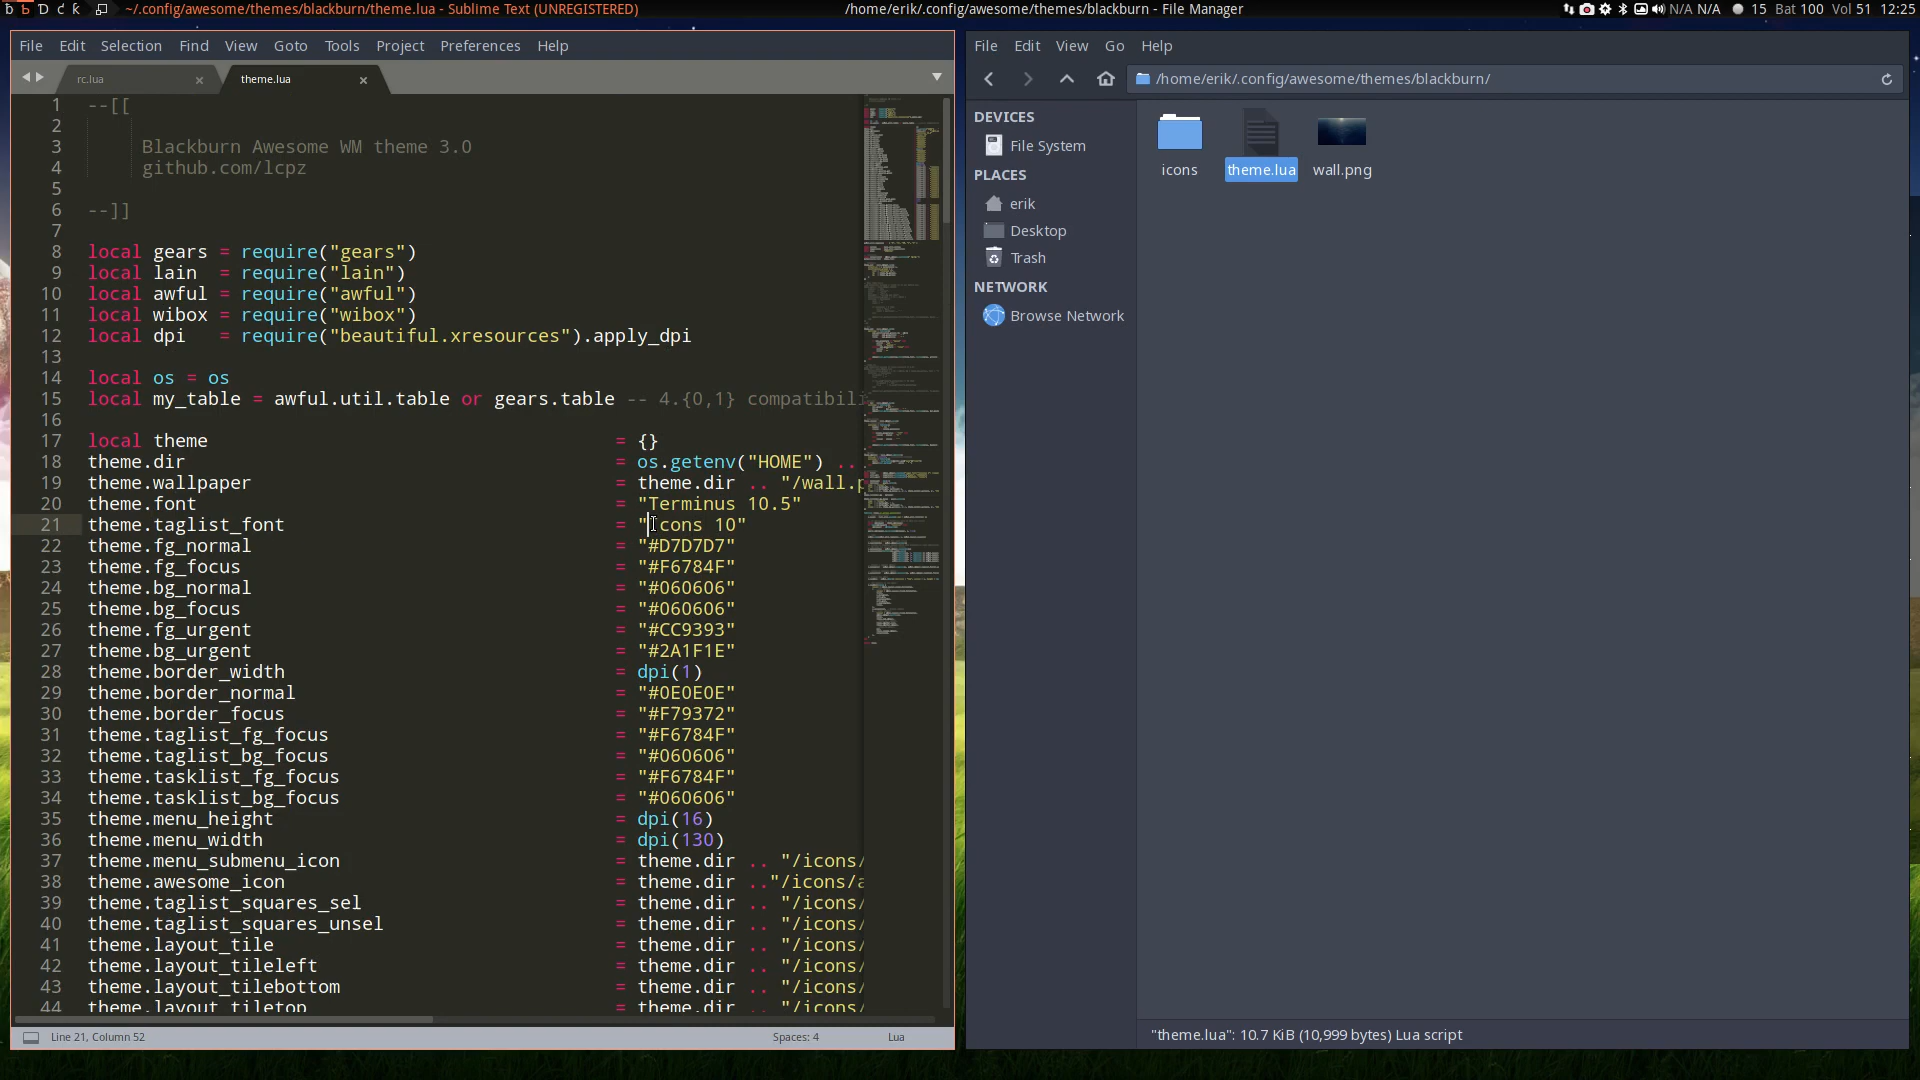 ~/.config/awesome/themes/blackburn/theme.lua - Sublime Text (UNREGISTERED)
/home/erik/.config/awesome/themes/blackburn - File Manager
N/A N/A 15 Bat 100 Vol 51 12:25
File Edit Selection Find View Goto Tools Project Preferences Help
rc.lua
theme.lua
1 --[[
2
3 Blackburn Awesome WM theme 3.0
4 github.com/lcpz
5
6 --]]
7
8 local gears = require("gears")
9 local lain  = require("lain")
10 local awful = require("awful")
11 local wibox = require("wibox")
12 local dpi   = require("beautiful.xresources").apply_dpi
13
14 local os = os
15 local my_table = awful.util.table or gears.table -- 4.{0,1} compatibili
16
17 local theme = {}
18 theme.dir = os.getenv("HOME") ..
19 theme.wallpaper = theme.dir .. "/wall.p
20 theme.font = "Terminus 10.5"
21 theme.taglist_font = "Icons 10"
22 theme.fg_normal = "#D7D7D7"
23 theme.fg_focus = "#F6784F"
24 theme.bg_normal = "#060606"
25 theme.bg_focus = "#060606"
26 theme.fg_urgent = "#CC9393"
27 theme.bg_urgent = "#2A1F1E"
28 theme.border_width = dpi(1)
29 theme.border_normal = "#0E0E0E"
30 theme.border_focus = "#F79372"
31 theme.taglist_fg_focus = "#F6784F"
32 theme.taglist_bg_focus = "#060606"
33 theme.tasklist_fg_focus = "#F6784F"
34 theme.tasklist_bg_focus = "#060606"
35 theme.menu_height = dpi(16)
36 theme.menu_width = dpi(130)
37 theme.menu_submenu_icon = theme.dir .. "/icons/
38 theme.awesome_icon = theme.dir .."/icons/a
39 theme.taglist_squares_sel = theme.dir .. "/icons/
40 theme.taglist_squares_unsel = theme.dir .. "/icons/
41 theme.layout_tile = theme.dir .. "/icons/
42 theme.layout_tileleft = theme.dir .. "/icons/
43 theme.layout_tilebottom = theme.dir .. "/icons/
44 theme.layout_tiletop = theme.dir .. "/icons/
Line 21, Column 52
Spaces: 4
Lua
File Edit View Go Help
/home/erik/.config/awesome/themes/blackburn/
DEVICES
File System
PLACES
erik
Desktop
Trash
NETWORK
Browse Network
icons
theme.lua
wall.png
"theme.lua": 10.7 KiB (10,999 bytes) Lua script